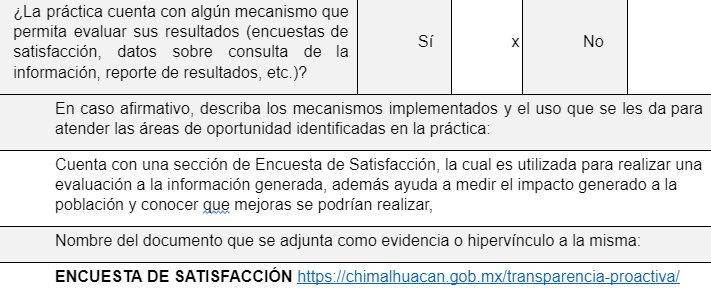 ¿La práctica cuenta con algún mecanismo que
permita evaluar sus resultados (encuestas de
satisfacción, datos sobre consulta de la
información, reporte de resultados, etc.)?
Sí
x
No
En caso afirmativo, describa los mecanismos implementados y el uso que se les da para
atender las áreas de oportunidad identificadas en la práctica:
Cuenta con una sección de Encuesta de Satisfacción, la cual es utilizada para realizar una
evaluación a la información generada, además ayuda a medir el impacto generado a la
población y conocer que mejoras se podrían realizar,
Nombre del documento que se adjunta como evidencia o hipervínculo a la misma:
ENCUESTA DE SATISFACCIÓN https://chimalhuacan.gob.mx/transparencia-proactiva/